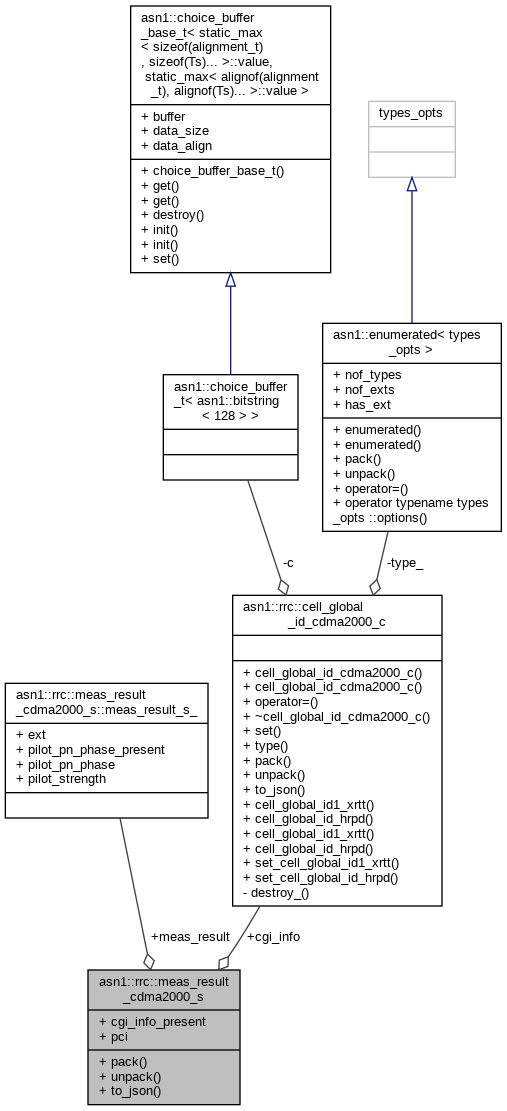 asn1::choice_buffer
_base_t< static_max
< sizeof(alignment_t)
, sizeof(Ts)... >::value,
static_max< alignof(alignment
_t), alignof(Ts)... >::value >
+ buffer
+ data_size
+ data_align
+ choice_buffer_base_t()
+ get()
+ get()
+ destroy()
+ init()
+ init()
+ set()
types_opts
asn1::enumerated< types
_opts >
+ nof_types
+ nof_exts
+ has_ext
+ enumerated()
+ enumerated()
+ pack()
+ unpack()
+ operator=()
+ operator typename types
_opts ::options()
asn1::choice_buffer
_t< asn1::bitstring
< 128 > >
-c
-type_
asn1::rrc::cell_global
_id_cdma2000_c
+ cell_global_id_cdma2000_c()
+ cell_global_id_cdma2000_c()
+ operator=()
+ ~cell_global_id_cdma2000_c()
+ set()
+ type()
+ pack()
+ unpack()
+ to_json()
+ cell_global_id1_xrtt()
+ cell_global_id_hrpd()
+ cell_global_id1_xrtt()
+ cell_global_id_hrpd()
+ set_cell_global_id1_xrtt()
+ set_cell_global_id_hrpd()
- destroy_()
asn1::rrc::meas_result
_cdma2000_s::meas_result_s_
+ ext
+ pilot_pn_phase_present
+ pilot_pn_phase
+ pilot_strength
+meas_result
+cgi_info
asn1::rrc::meas_result
_cdma2000_s
+ cgi_info_present
+ pci
+ pack()
+ unpack()
+ to_json()